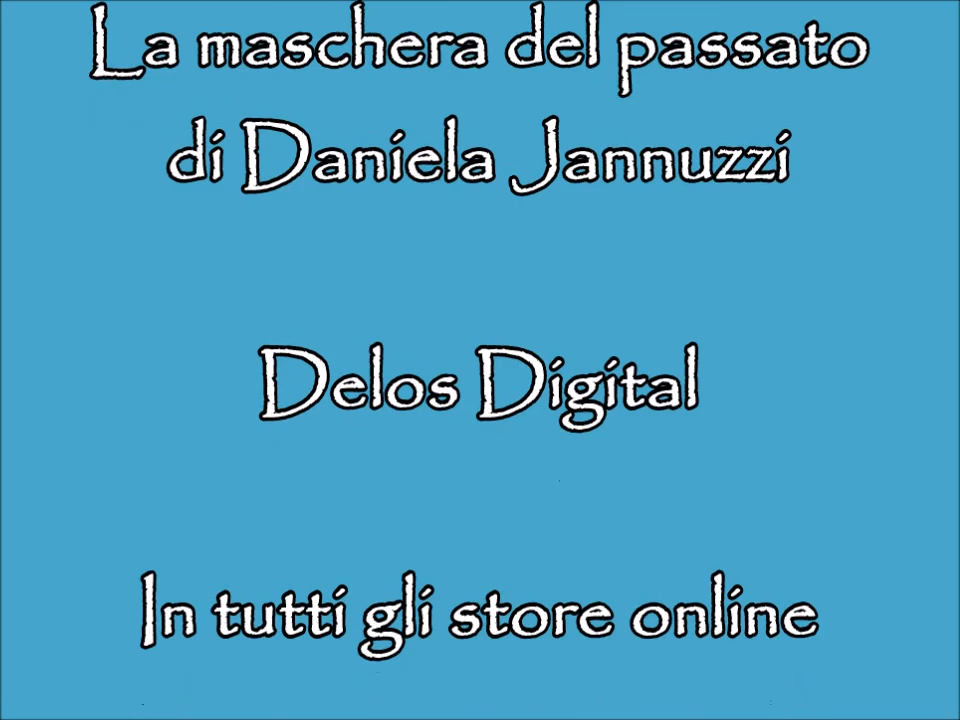 La maschera del passato
di Daniela Jannuzzi
Delos Digital
In tutti gli store online